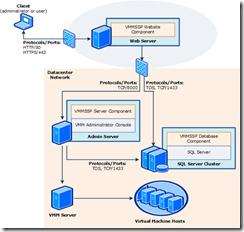 Client
(administrator or user)
Protocols/Ports:
HTTP/80
HTTPS/443
VMMSSP Website
Component
Web Server
Datacenter
Network
Protocols/Ports:
TCP/8000
Protocols/Ports:
TDS, TCP/1433
VMMSSP Server Component
VMM Administrator Console
Admin Server
VMMSSP Database
Component
SQL Server
SQL Server Cluster
Protocols/Ports:
TDS, TCP/1433
VMM Server
Virtual Machine Hosts